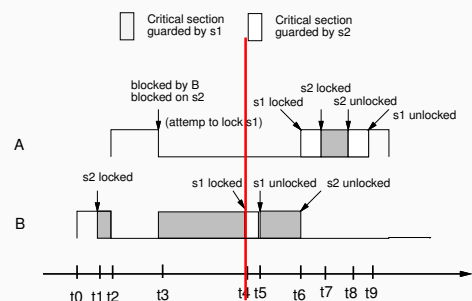 Critical section
guarded by s1
Critical section
guarded by s2
blocked by B
blocked on s2
(attemp to lock s1)
s1 locked
s2 locked
s2 unlocked
s1 unlocked
A
s2 locked
s1 locked
s1 unlocked
s2 unlocked
B
t0 t1 t2 t3 t4 t5 t6 t7 t8 t9